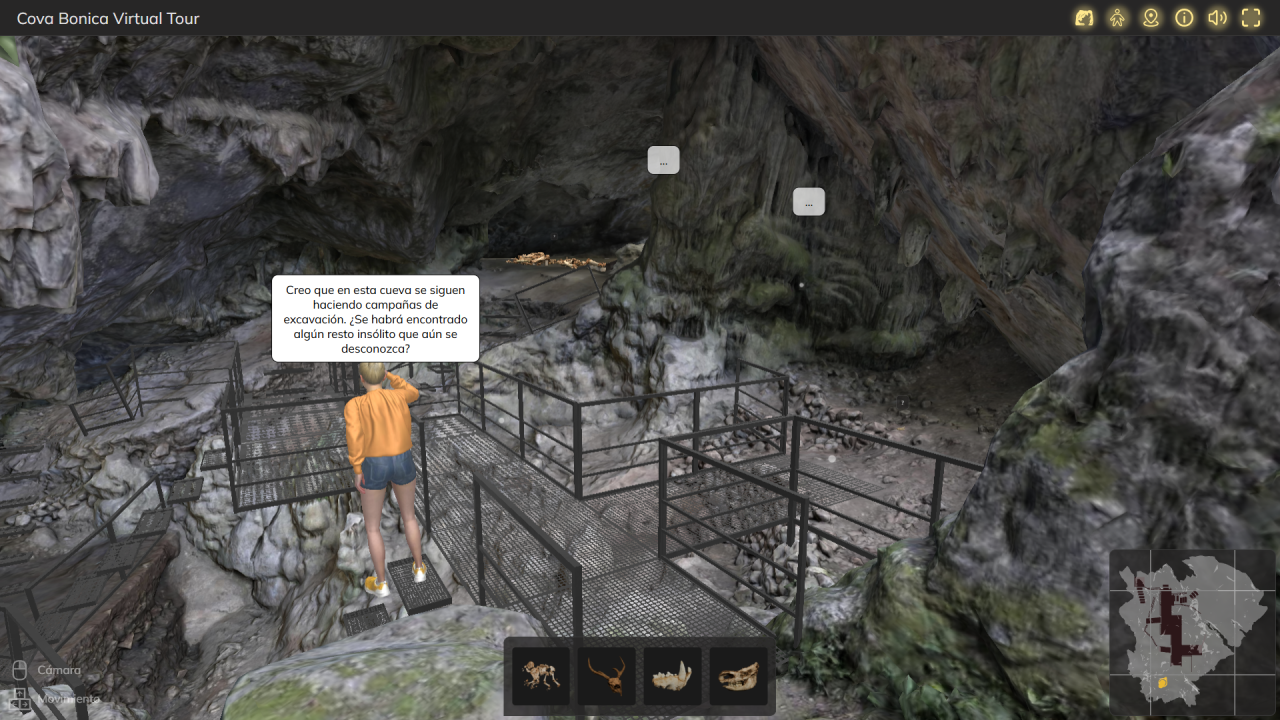 Cova Bonica Virtual Tour
...
...
Creo que en esta cueva se siguen
haciendo campañas de
excavación. ¿Se habrá encontrado
algún resto insólito que aún se
desconozca?
Cámara
Movimiento